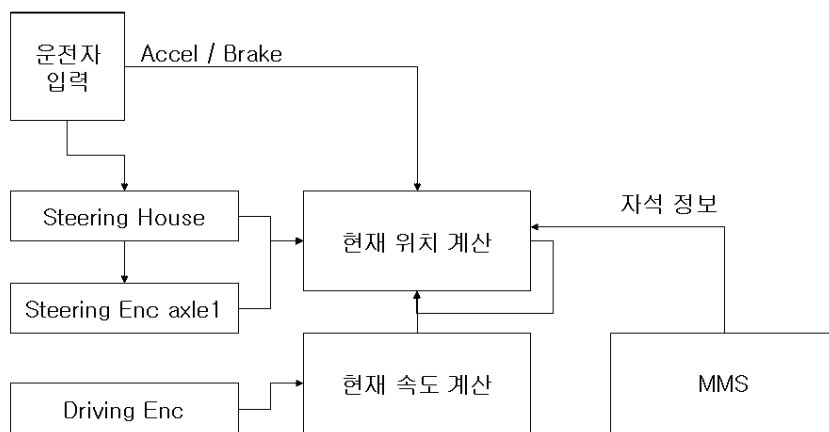 운전자
입력
Accel / Brake
Steering House
자석 정보
현재 위치 계산
Steering Enc axle1
현재 속도 계산
MMS
Driving Enc